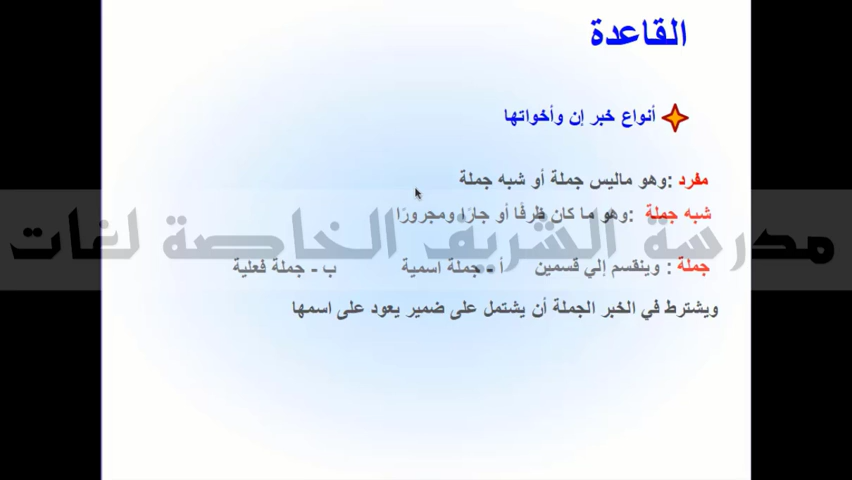 القاعدة
أنواع خبر إن وأخواتها
مفرد :وهو ماليس جملة أو شبه جملة
شبه جملة :وهو ما كان ظرفًا أو جارًا ومجرورًا
مدرسة الشريف الخاصة لغات
جملة : وينقسم إلي قسمين أ - جملة اسمية ب - جملة فعلية
ويشترط في الخبر الجملة أن يشتمل على ضمير يعود على اسمها